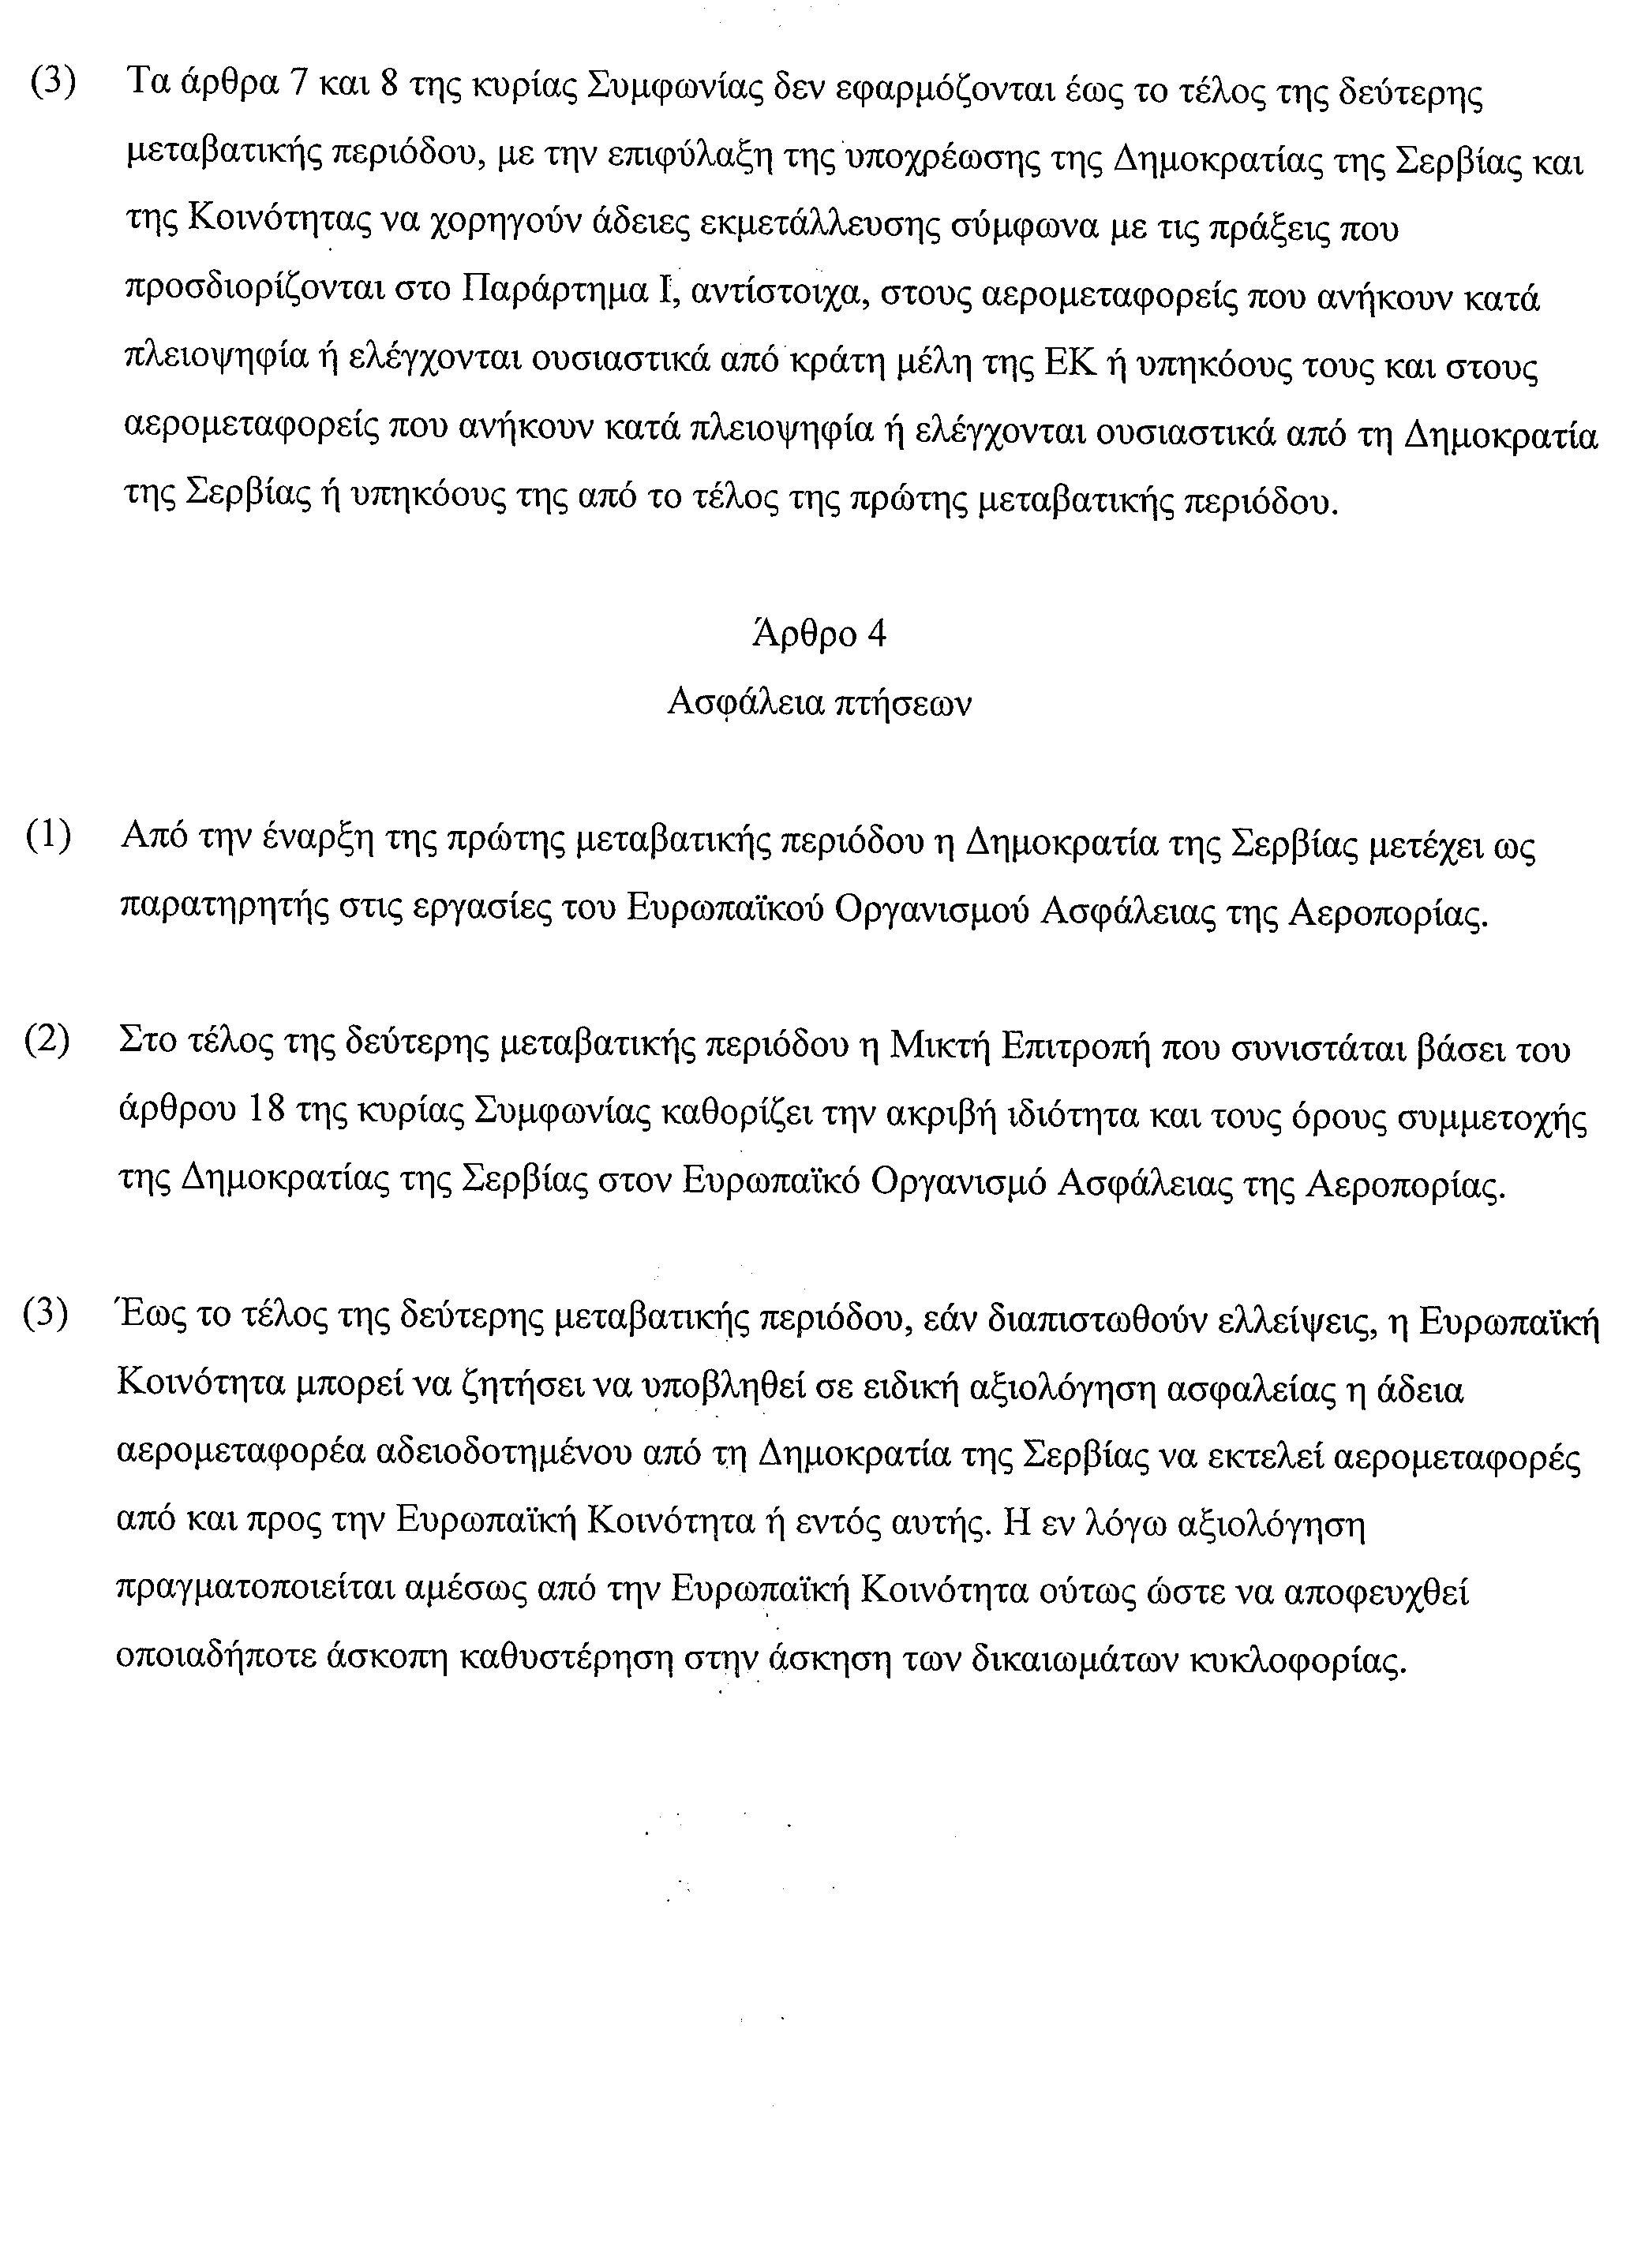 (3) Τα άρθρα 7 και 8 της κυρίας Συμφωνίας δεν εφαρμόζονται έως το τέλος της δεύτερης
μεταβατικής περιόδου, με την επιφύλαξη της υποχρέωσης της Δημοκρατίας της Σερβίας και
της Κοινότητας να χορηγούν άδειες εκμετάλλευσης σύμφωνα με τις πράξεις που
προσδιορίζονται στο Παράρτημα Ι, αντίστοιχα, στους αερομεταφορείς που ανήκουν κατά
πλειοψηφία ή ελέγχονται ουσιαστικά από κράτη μέλη της ΕΚ ή υπηκόους τους και στους
αερομεταφορείς που ανήκουν κατά πλειοψηφία ή ελέγχονται ουσιαστικά από τη Δημοκρατία
της Σερβίας ή υπηκόους της από το τέλος της πρώτης μεταβατικής περιόδου.
Άρθρο 4
Ασφάλεια πτήσεων
(1) Από την έναρξη της πρώτης μεταβατικής περιόδου η Δημοκρατία της Σερβίας μετέχει ως
παρατηρητής στις εργασίες του Ευρωπαϊκού Οργανισμού Ασφάλειας της Αεροπορίας.
(2) Στο τέλος της δεύτερης μεταβατικής περιόδου η Μικτή Επιτροπή που συνιστάται βάσει του
άρθρου 18 της κυρίας Συμφωνίας καθορίζει την ακριβή ιδιότητα και τους όρους συμμετοχής
της Δημοκρατίας της Σερβίας στον Ευρωπαϊκό Οργανισμό Ασφάλειας της Αεροπορίας.
(3) Έως το τέλος της δεύτερης μεταβατικής περιόδου, εάν διαπιστωθούν ελλείψεις, η Ευρωπαϊκή
Κοινότητα μπορεί να ζητήσει να υποβληθεί σε ειδική αξιολόγηση ασφαλείας η άδεια
αερομεταφορέα αδειοδοτημένου από τη Δημοκρατία της Σερβίας να εκτελεί αερομεταφορές
από και προς την Ευρωπαϊκή Κοινότητα ή εντός αυτής. Η εν λόγω αξιολόγηση
πραγματοποιείται αμέσως από την Ευρωπαϊκή Κοινότητα ούτως ώστε να αποφευχθεί
οποιαδήποτε άσκοπη καθυστέρηση στην άσκηση των δικαιωμάτων κυκλοφορίας.